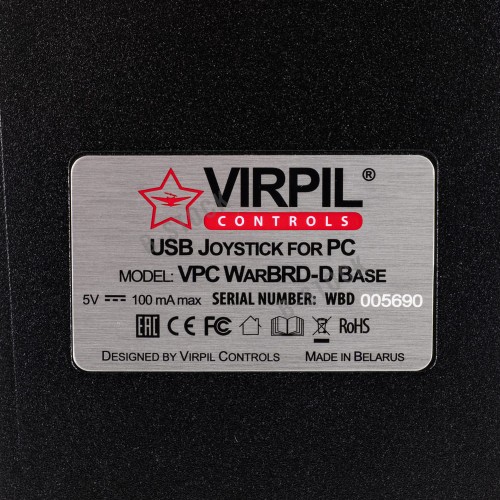 VIRPIL®
CONTROLS
USB JOYSTICK FOR PC
MODEL: VPC WARBRD-D BASE
5V 100 mA max SERIAL NUMBER: WBD 005690
EAC CE FC RoHS
DESIGNED BY VIRPIL CONTROLS MADE IN BELARUS